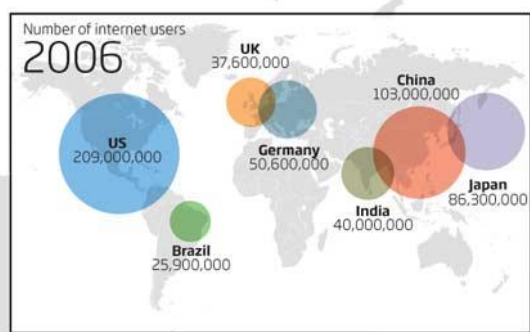 Number of internet users
2006
UK
37,600,000
China
103,000,000
US
209,000,000
Germany
50,600,000
Japan
86,300,000
India
40,000,000
Brazil
25,900,000